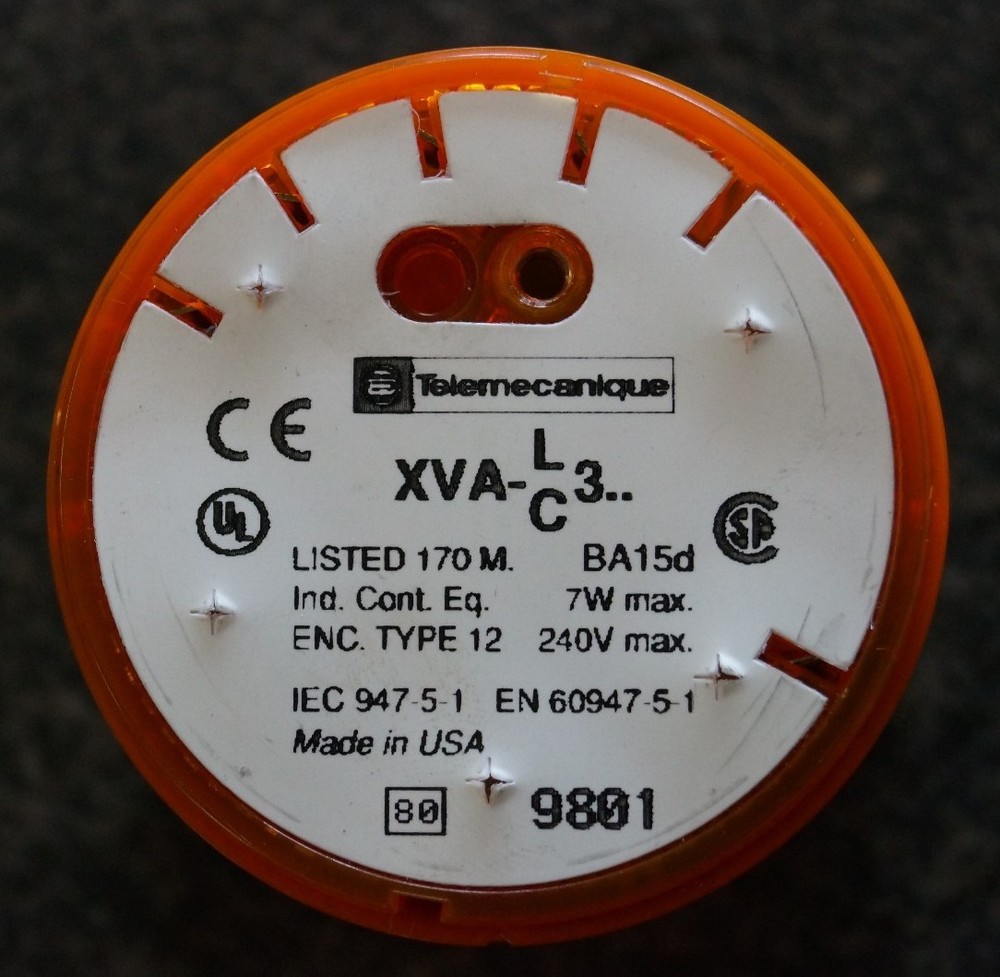 Telemecanique
CE
XVA-L/C3..
UL
SP
LISTED 170 M. BA15d
Ind. Cont. Eq. 7W max.
ENC. TYPE 12 240V max.
IEC 947-5-1 EN 60947-5-1
Made in USA
80 9801